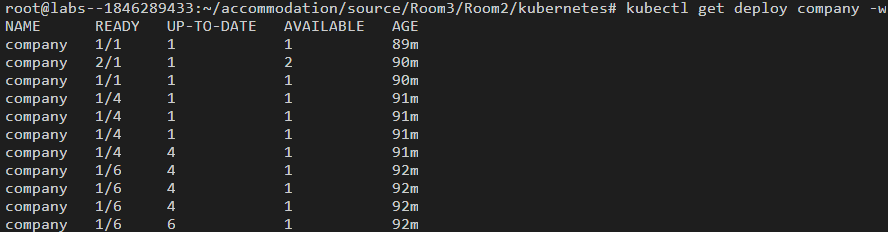 root@labs--1846289433:~/accommodation/source/Room3/Room2/kubernetes# kubectl get deploy company -w
NAME READY UP-TO-DATE AVAILABLE AGE
company 1/1 1 1 89m
company 2/1 1 2 90m
company 1/1 1 1 90m
company 1/4 1 1 91m
company 1/4 1 1 91m
company 1/4 1 1 91m
company 1/4 4 1 91m
company 1/6 4 1 92m
company 1/6 4 1 92m
company 1/6 4 1 92m
company 1/6 6 1 92m